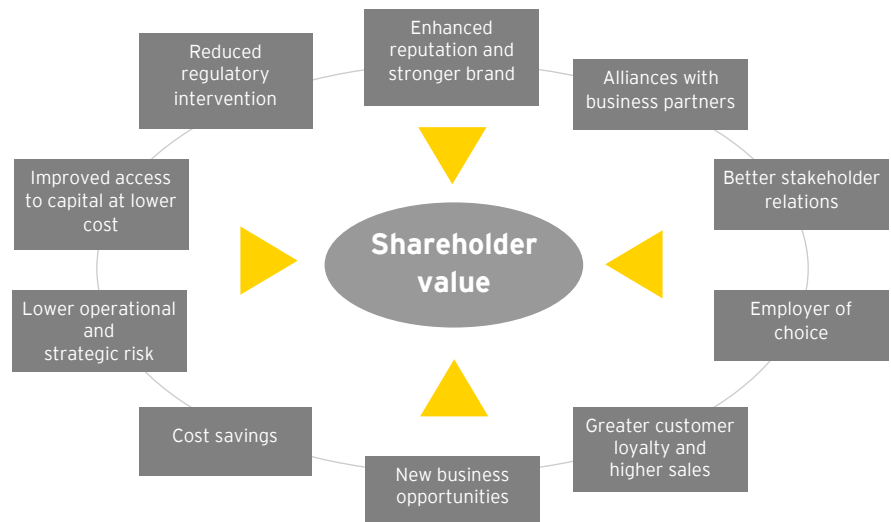 Enhanced
reputation and
stronger brand
Reduced
regulatory
intervention
Alliances with
business partners
Improved access
to capital at lower
cost
Better stakeholder
relations
Shareholder
value
Lower operational
and
strategic risk
Employer of
choice
Cost savings
Greater customer
loyalty and
higher sales
New business
opportunities